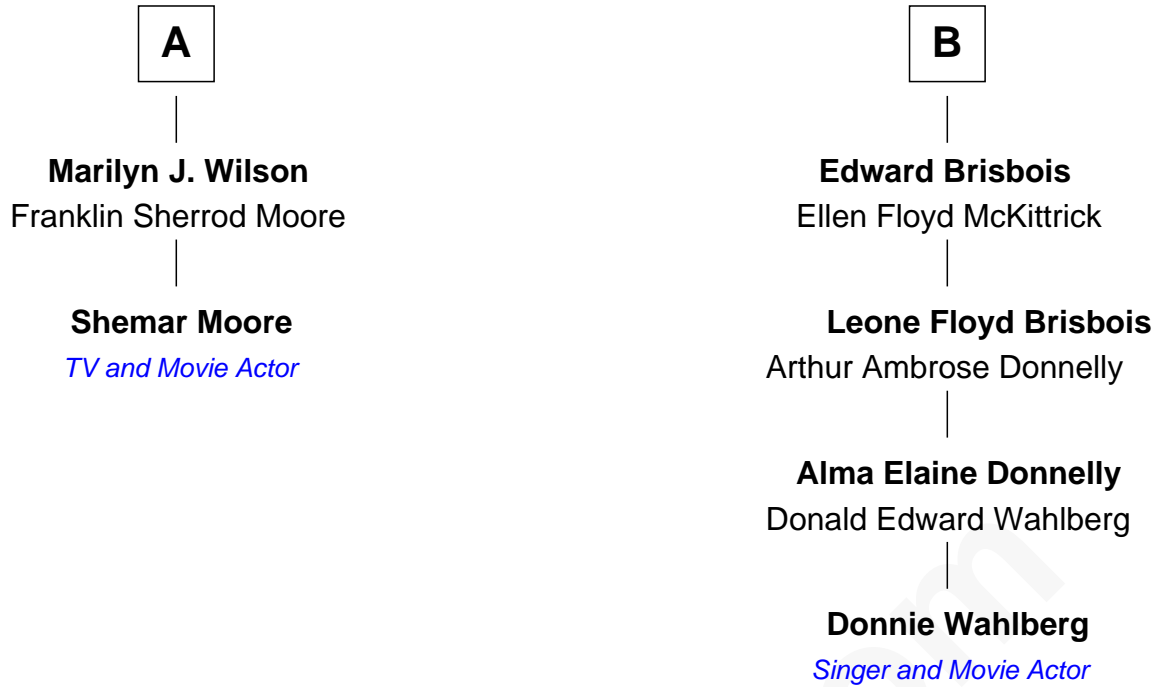 A
Marilyn J. Wilson
Franklin Sherrod Moore
Shemar Moore
TV and Movie Actor
B
Edward Brisbois
Ellen Floyd McKittrick
Leone Floyd Brisbois
Arthur Ambrose Donnelly
Alma Elaine Donnelly
Donald Edward Wahlberg
Donnie Wahlberg
Singer and Movie Actor